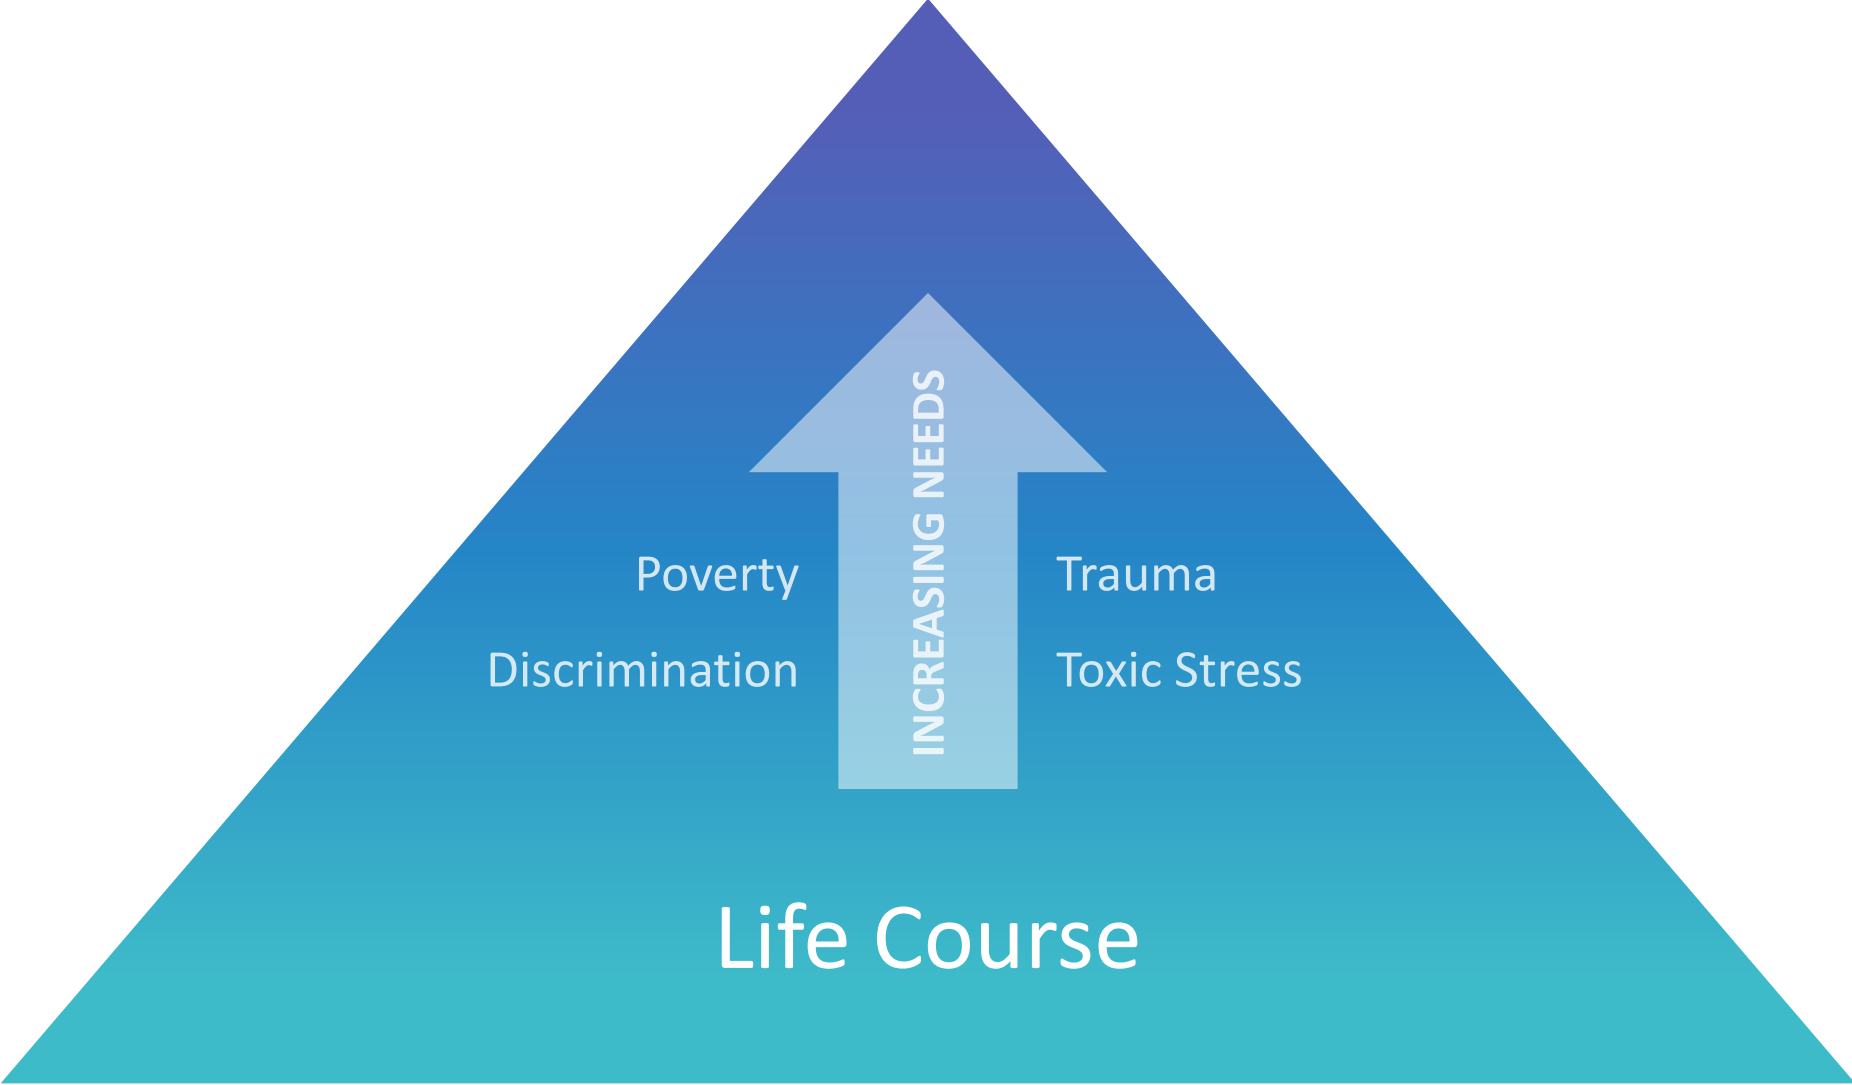 INCREASING NEEDS
Poverty
Trauma
Discrimination
Toxic Stress
Life Course